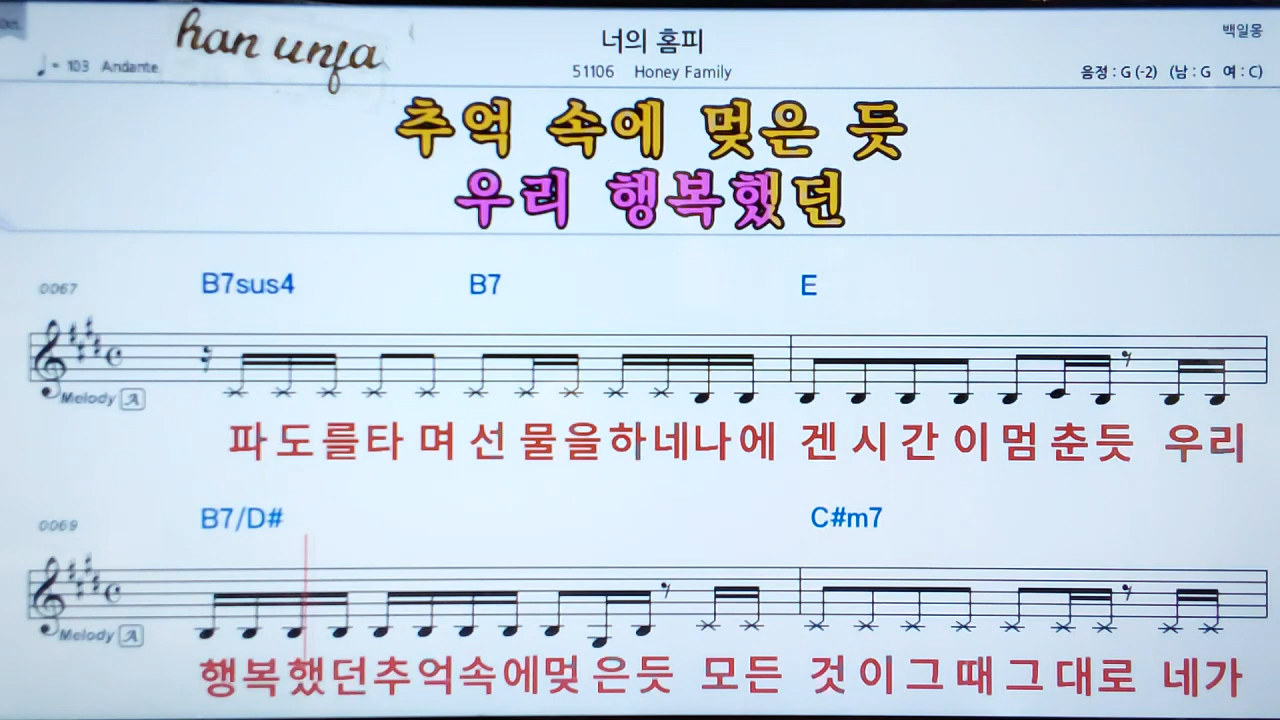 han unfa
너의 홈피
백일몽
♩= 103 Andante
51106 Honey Family
음정 : G (-2) (남 : G 여 : C)
추억 속에 멎은 듯
우리 행복했던
0067
B7sus4 B7 E
Melody A
파도를타며선물을하네나에겐시간이멈춘듯 우리
0069
B7/D# C#m7
Melody A
행복했던추억속에멎은듯 모든 것이그때그대로 네가